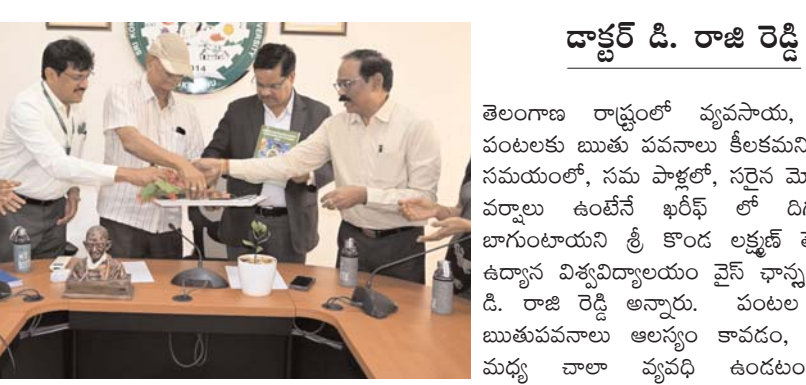 డాక్టర్ డి. రాజి రెడ్డి
తెలంగాణ రాష్ట్రంలో వ్యవసాయ,
పంటలకు ఋతు పవనాలు కీలకమని
సమయంలో, సమ పాళ్లలో, సరైన
వర్షాలు ఉంటేనే ఖరీఫ్ లో
బాగుంటాయని శ్రీ కొండ లక్ష్మణ్
ఉద్యాన విశ్వవిద్యాలయం వైస్
డి. రాజి రెడ్డి అన్నారు. పంటల
ఋతుపవనాలు ఆలస్యం కావడం,
మధ్య చాలా వ్యవధి ఉండటం
2014